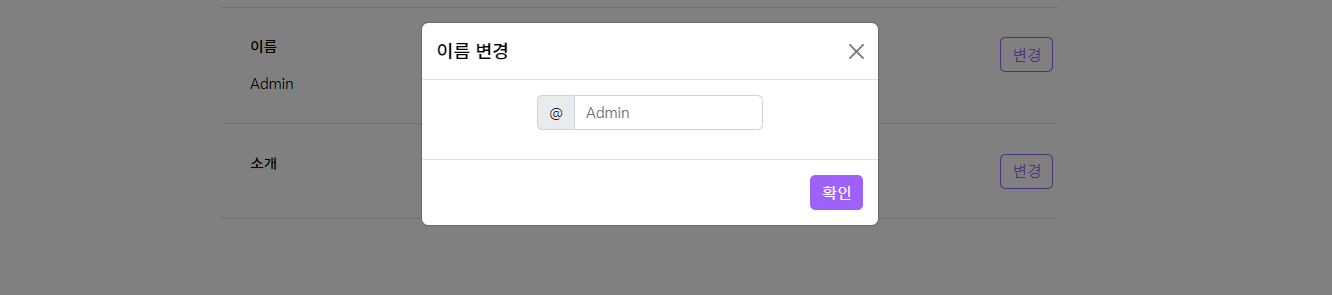 이름
변경
Admin
이름 변경
@ Admin
확인
소개
변경